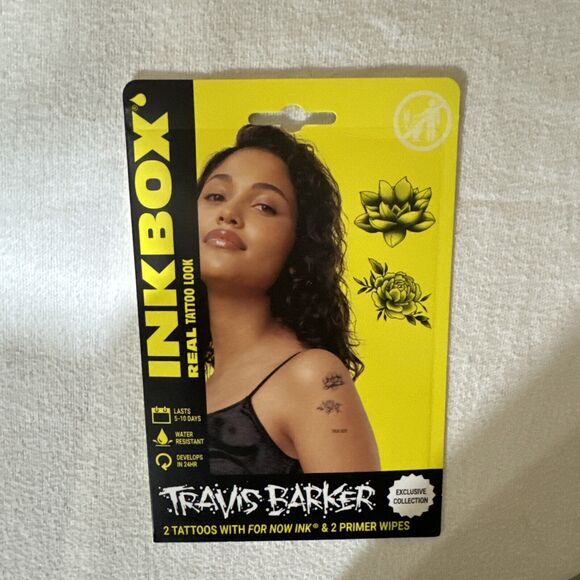 INKBOX®
REAL TATTOO LOOK
LASTS
5-10 DAYS
WATER
RESISTANT
DEVELOPS
IN 24HR
TRAVIS BARKER
EXCLUSIVE
COLLECTION
2 TATTOOS WITH FOR NOW INK® & 2 PRIMER WIPES